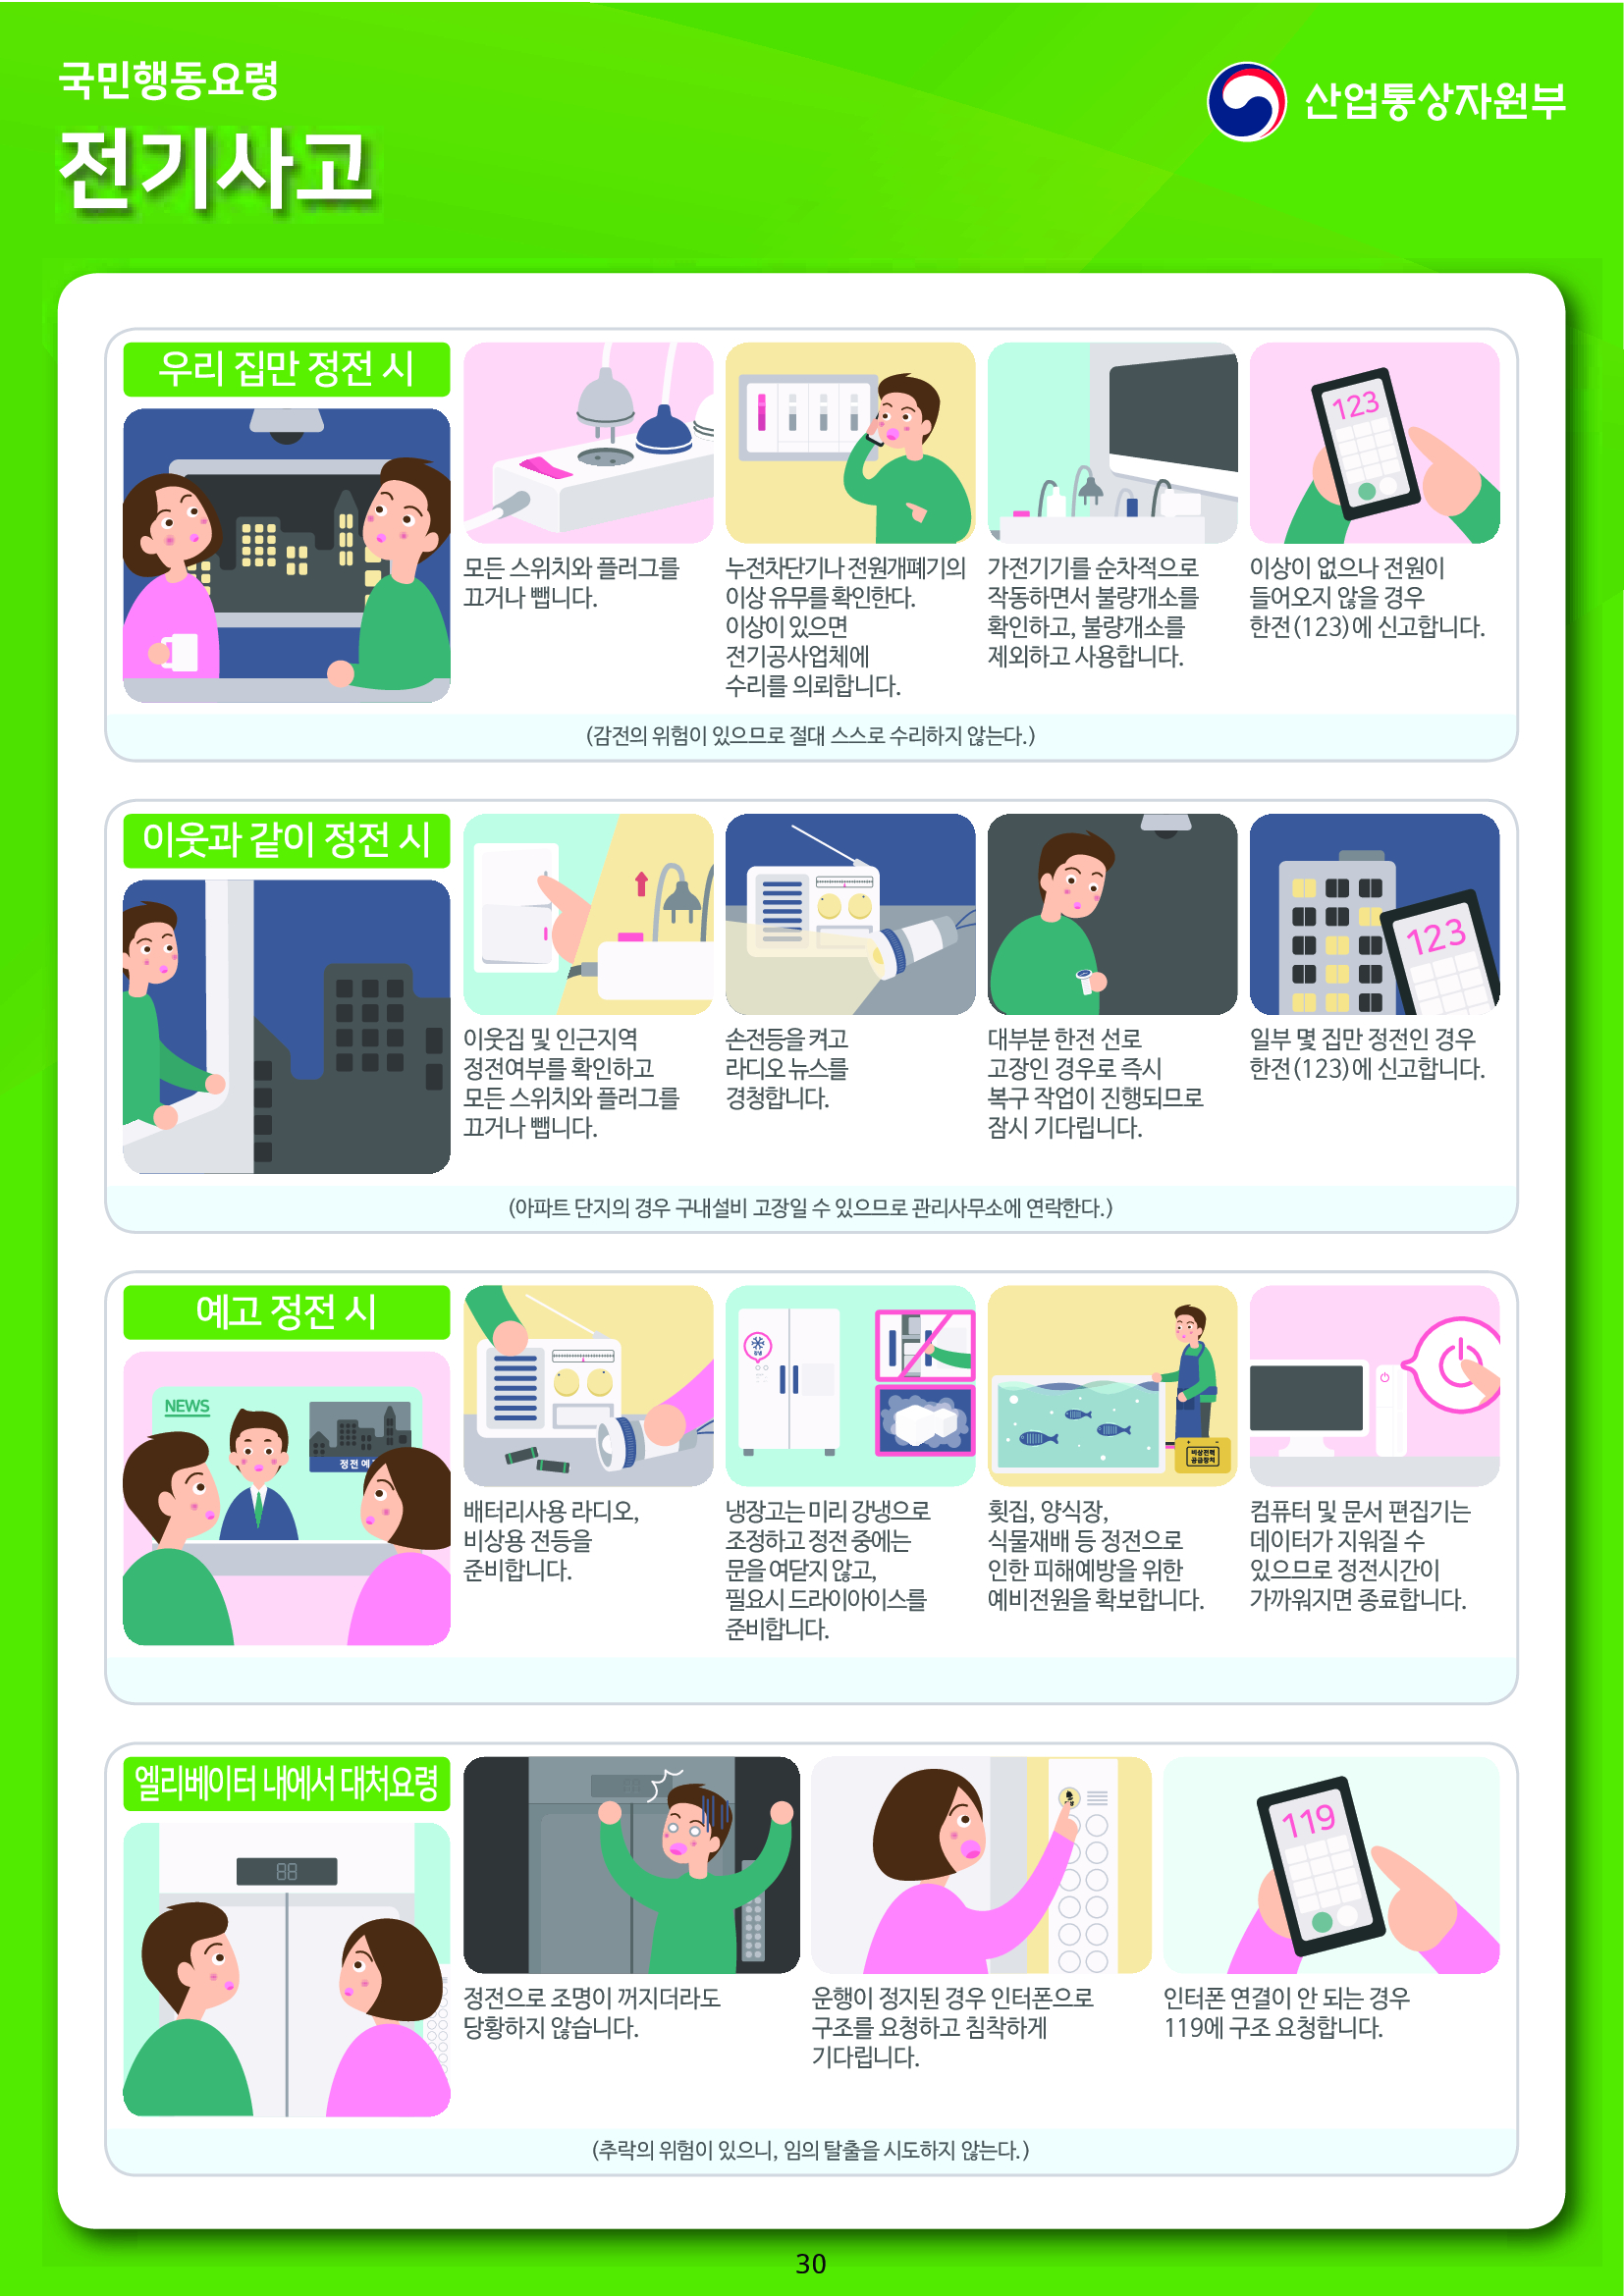 국민행동요령
전기사고
산업통상자원부
우리 집만 정전 시
123
모든 스위치와 플러그를
끄거나 뺍니다.
누전차단기나 전원개폐기의
이상 유무를 확인한다.
이상이 있으면
전기공사업체에
수리를 의뢰합니다.
가전기기를 순차적으로
작동하면서 불량개소를
확인하고, 불량개소를
제외하고 사용합니다.
이상이 없으나 전원이
들어오지 않을 경우
한전(123)에 신고합니다.
(감전의 위험이 있으므로 절대 스스로 수리하지 않는다.)
이웃과 같이 정전 시
123
이웃집 및 인근지역
정전여부를 확인하고
모든 스위치와 플러그를
끄거나 뺍니다.
손전등을 켜고
라디오 뉴스를
경청합니다.
대부분 한전 선로
고장인 경우로 즉시
복구 작업이 진행되므로
잠시 기다립니다.
일부 몇 집만 정전인 경우
한전(123)에 신고합니다.
(아파트 단지의 경우 구내설비 고장일 수 있으므로 관리사무소에 연락한다.)
예고 정전 시
NEWS
정전 예
강냉
비상전력
공급장치
배터리사용 라디오,
비상용 전등을
준비합니다.
냉장고는 미리 강냉으로
조정하고 정전 중에는
문을 여닫지 않고,
필요시 드라이아이스를
준비합니다.
횟집, 양식장,
식물재배 등 정전으로
인한 피해예방을 위한
예비전원을 확보합니다.
컴퓨터 및 문서 편집기는
데이터가 지워질 수
있으므로 정전시간이
가까워지면 종료합니다.
엘리베이터 내에서 대처요령
88
119
정전으로 조명이 꺼지더라도
당황하지 않습니다.
운행이 정지된 경우 인터폰으로
구조를 요청하고 침착하게
기다립니다.
인터폰 연결이 안 되는 경우
119에 구조 요청합니다.
(추락의 위험이 있으니, 임의 탈출을 시도하지 않는다.)
30